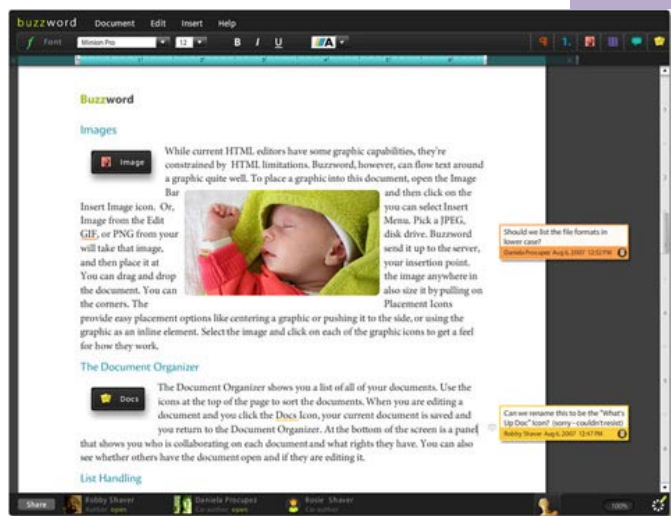 buzzword Document Edit Insert Help
Font Minion Pro 12 B I U A
Buzzword
Images
Image
While current HTML editors have some graphic capabilities, they're
constrained by HTML limitations. Buzzword, however, can flow text around
a graphic quite well. To place a graphic into this document, open the Image
Bar and then click on the
Insert Image icon. Or, you can select Insert
Image from the Edit Menu. Pick a JPEG,
GIF, or PNG from your disk drive. Buzzword
will take that image, send it up to the server,
and then place it at your insertion point.
You can drag and drop the image anywhere in
the document. You can also size it by pulling on
the corners. The Placement Icons
provide easy placement options like centering a graphic or pushing it to the side, or using the
graphic as an inline element. Select the image and click on each of the graphic icons to get a feel
for how they work.
Should we list the file formats in
lower case?
Daniela Procupez Aug 6, 2007 12:52 PM
The Document Organizer
Docs
The Document Organizer shows you a list of all of your documents. Use the
icons at the top of the page to sort the documents. When you are editing a
document and you click the Docs Icon, your current document is saved and
you return to the Document Organizer. At the bottom of the screen is a panel
that shows you who is collaborating on each document and what rights they have. You can also
see whether others have the document open and if they are editing it.
Can we rename this to be the "What's
Up Doc" Icon? (sorry - couldn't resist)
Robby Shaver Aug 6, 2007 12:47 PM
List Handling
Share
Robby Shaver
Author open
Daniela Procupez
Co-author open
Rosie Shaver
Co-author
100%